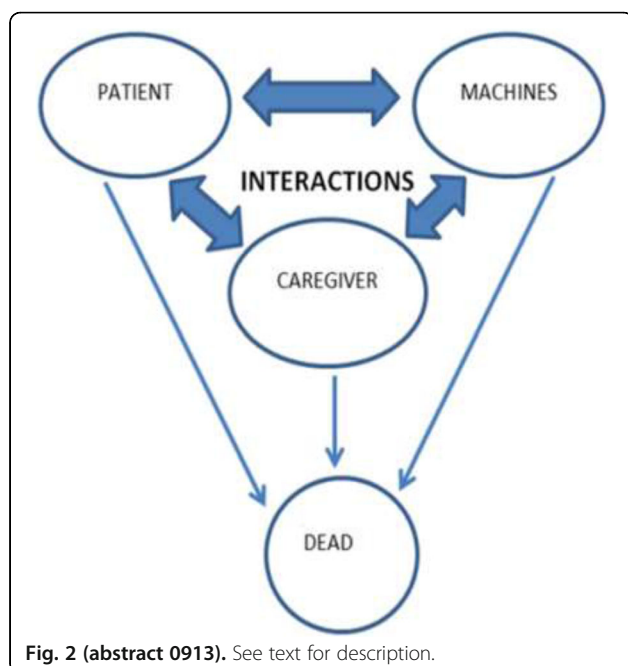 PATIENT
MACHINES
INTERACTIONS
CAREGIVER
DEAD
Fig. 2 (abstract 0913). See text for description.